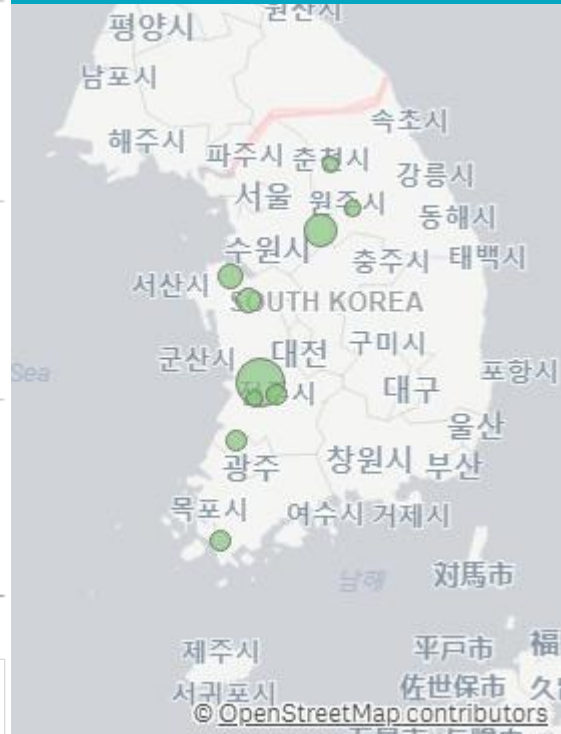 원산시
평양시
남포시
속초시
해주시
파주시
춘천시
강릉시
서울
원주시
동해시
수원시
충주시
태백시
서산시
SOUTH KOREA
군산시
대전
구미시
Sea
포항시
대구
울산
광주
창원시
부산
목포시
여수시
거제시
남해
対馬市
제주시
平戸市
福
서귀포시
佐世保市
久
© OpenStreetMap contributors